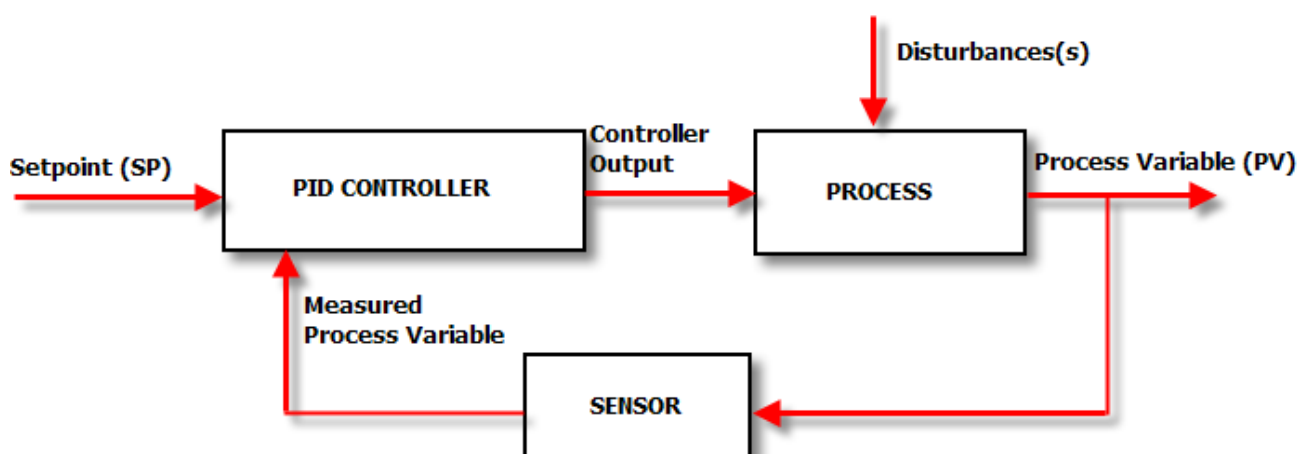 Disturbances(s)
Setpoint (SP)
PID CONTROLLER
Controller
Output
PROCESS
Process Variable (PV)
Measured
Process Variable
SENSOR